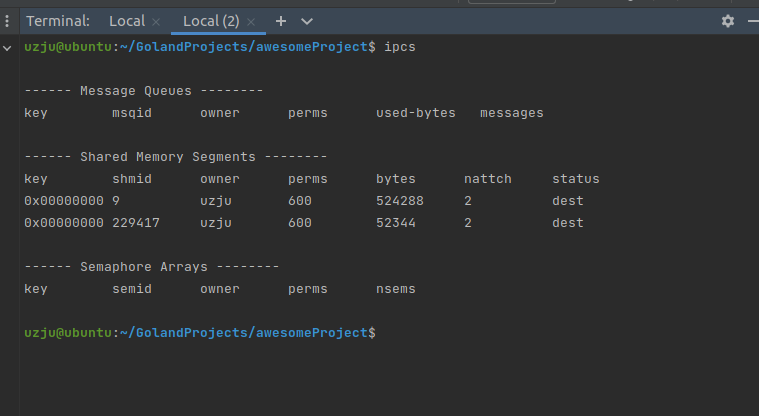 Terminal: Local × Local (2) × +
uzju@ubuntu:~/GolandProjects/awesomeProject$ ipcs
------ Message Queues --------
key        msqid      owner      perms      used-bytes   messages
------ Shared Memory Segments --------
key        shmid      owner      perms      bytes      nattch     status
0x00000000 9          uzju       600        524288     2          dest
0x00000000 229417     uzju       600        52344      2          dest
------ Semaphore Arrays --------
key        semid      owner      perms      nsems
uzju@ubuntu:~/GolandProjects/awesomeProject$